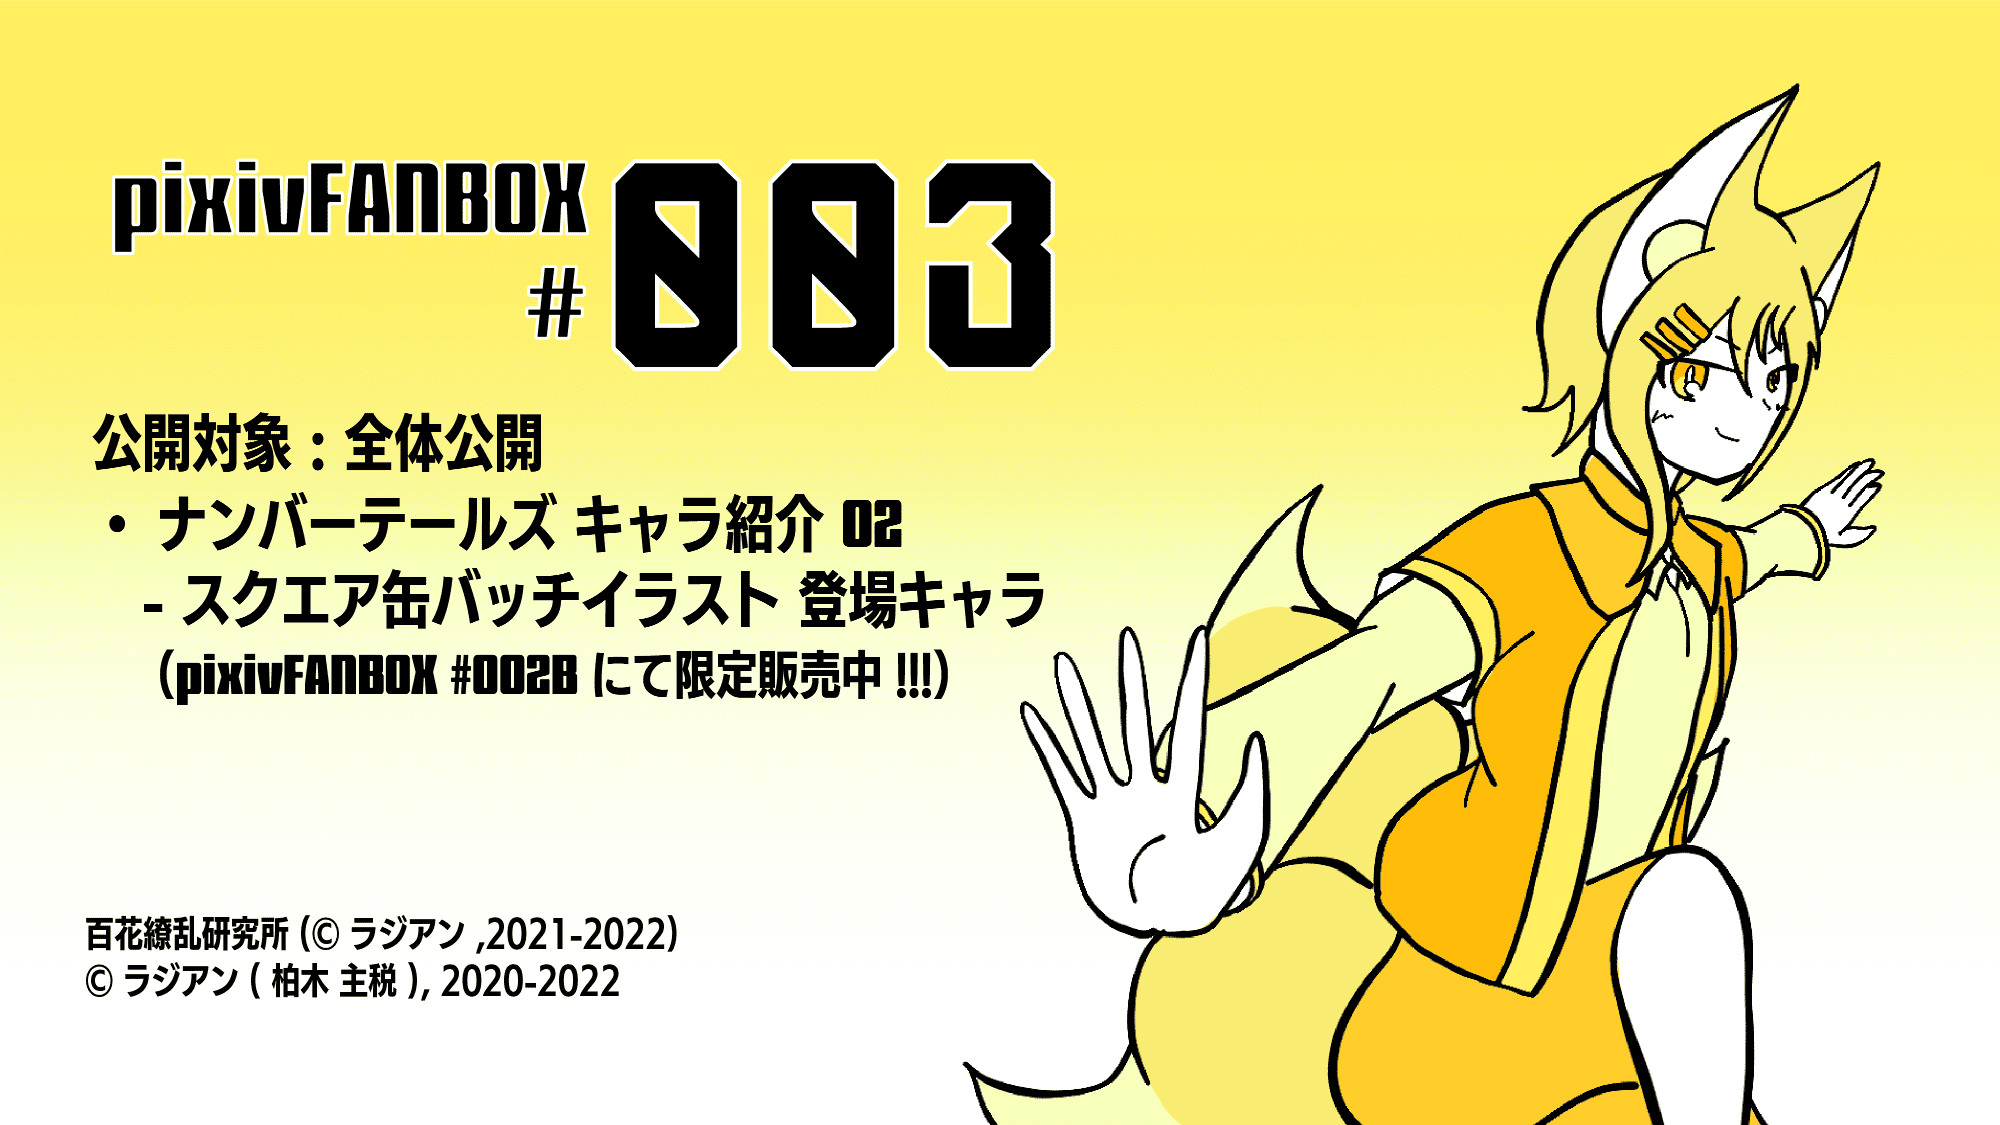 pixivFANBOX
#003
公開対象：全体公開
・ ナンバーテールズ キャラ紹介 02
- スクエア缶バッチイラスト 登場キャラ
（pixivFANBOX #002B にて限定販売中 !!!）
百花繚乱研究所 (© ラジアン ,2021-2022)
© ラジアン ( 柏木 主税 ), 2020-2022